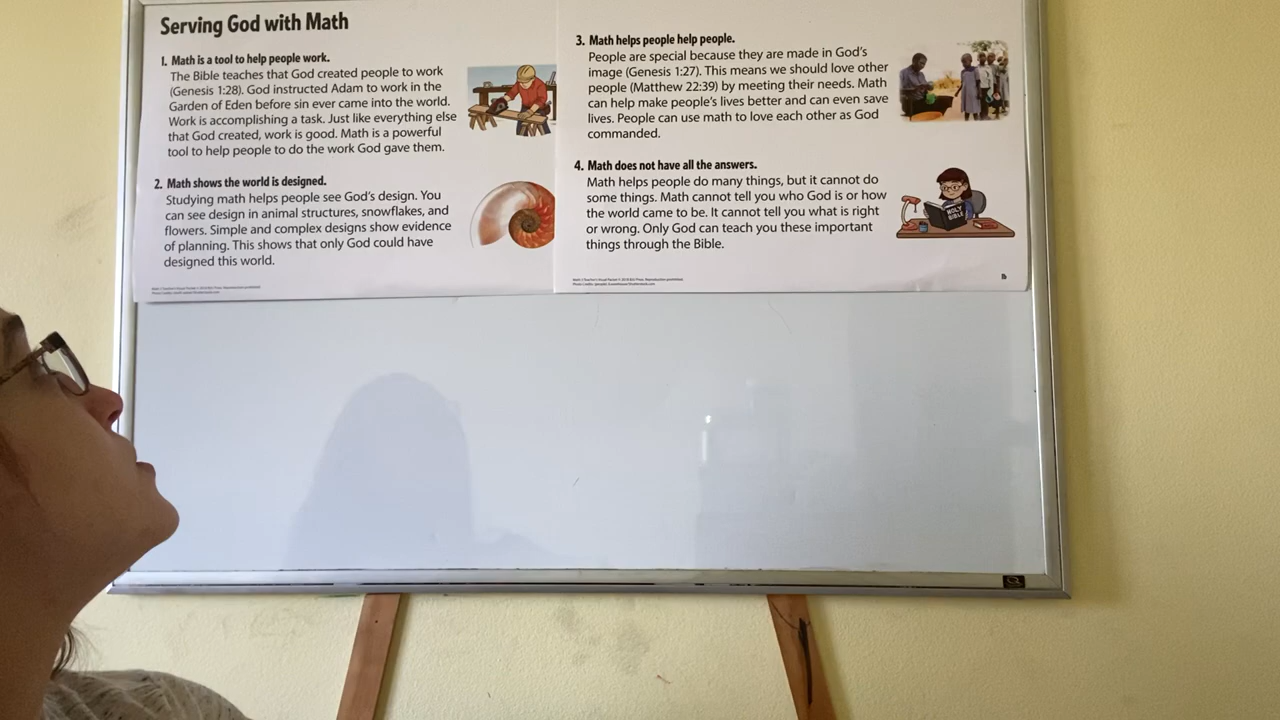 Serving God with Math
1. Math is a tool to help people work.
The Bible teaches that God created people to work
(Genesis 1:28). God instructed Adam to work in the
Garden of Eden before sin ever came into the world.
Work is accomplishing a task. Just like everything else
that God created, work is good. Math is a powerful
tool to help people to do the work God gave them.
2. Math shows the world is designed.
Studying math helps people see God's design. You
can see design in animal structures, snowflakes, and
flowers. Simple and complex designs show evidence
of planning. This shows that only God could have
designed this world.
3. Math helps people help people.
People are special because they are made in God's
image (Genesis 1:27). This means we should love other
people (Matthew 22:39) by meeting their needs. Math
can help make people's lives better and can even save
lives. People can use math to love each other as God
commanded.
4. Math does not have all the answers.
Math helps people do many things, but it cannot do
some things. Math cannot tell you who God is or how
the world came to be. It cannot tell you what is right
or wrong. Only God can teach you these important
things through the Bible.
HOLY
BIBLE